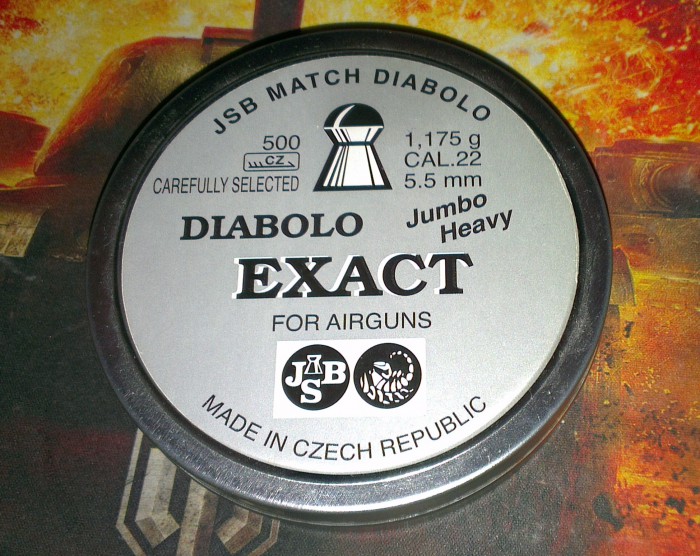 JSB MATCH DIABOLO
500
CZ
CAREFULLY SELECTED
1,175 g
CAL.22
5.5 mm
DIABOLO
Jumbo
Heavy
EXACT
FOR AIRGUNS
JSB
MADE IN CZECH REPUBLIC